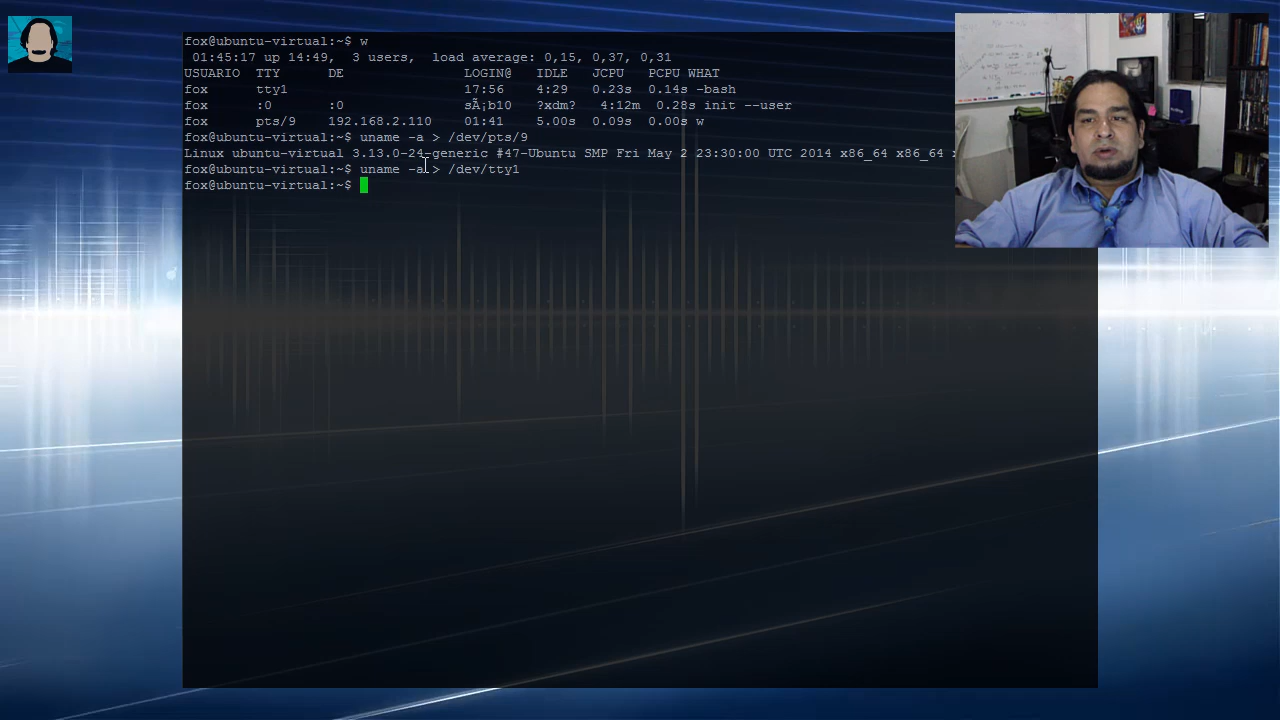 fox@ubuntu-virtual:~$ w
01:45:17 up 14:49, 3 users, load average: 0,15, 0,37, 0,31
USUARIO TTY DE LOGIN@ IDLE JCPU PCPU WHAT
fox tty1 17:56 4:29 0.23s 0.14s -bash
fox :0 :0 sÃ¡b10 ?xdm? 4:12m 0.28s init --user
fox pts/9 192.168.2.110 01:41 5.00s 0.09s 0.00s w
fox@ubuntu-virtual:~$ uname -a > /dev/pts/9
Linux ubuntu-virtual 3.13.0-24-generic #47-Ubuntu SMP Fri May 2 23:30:00 UTC 2014 x86_64 x86_64
fox@ubuntu-virtual:~$ uname -a > /dev/tty1
fox@ubuntu-virtual:~$